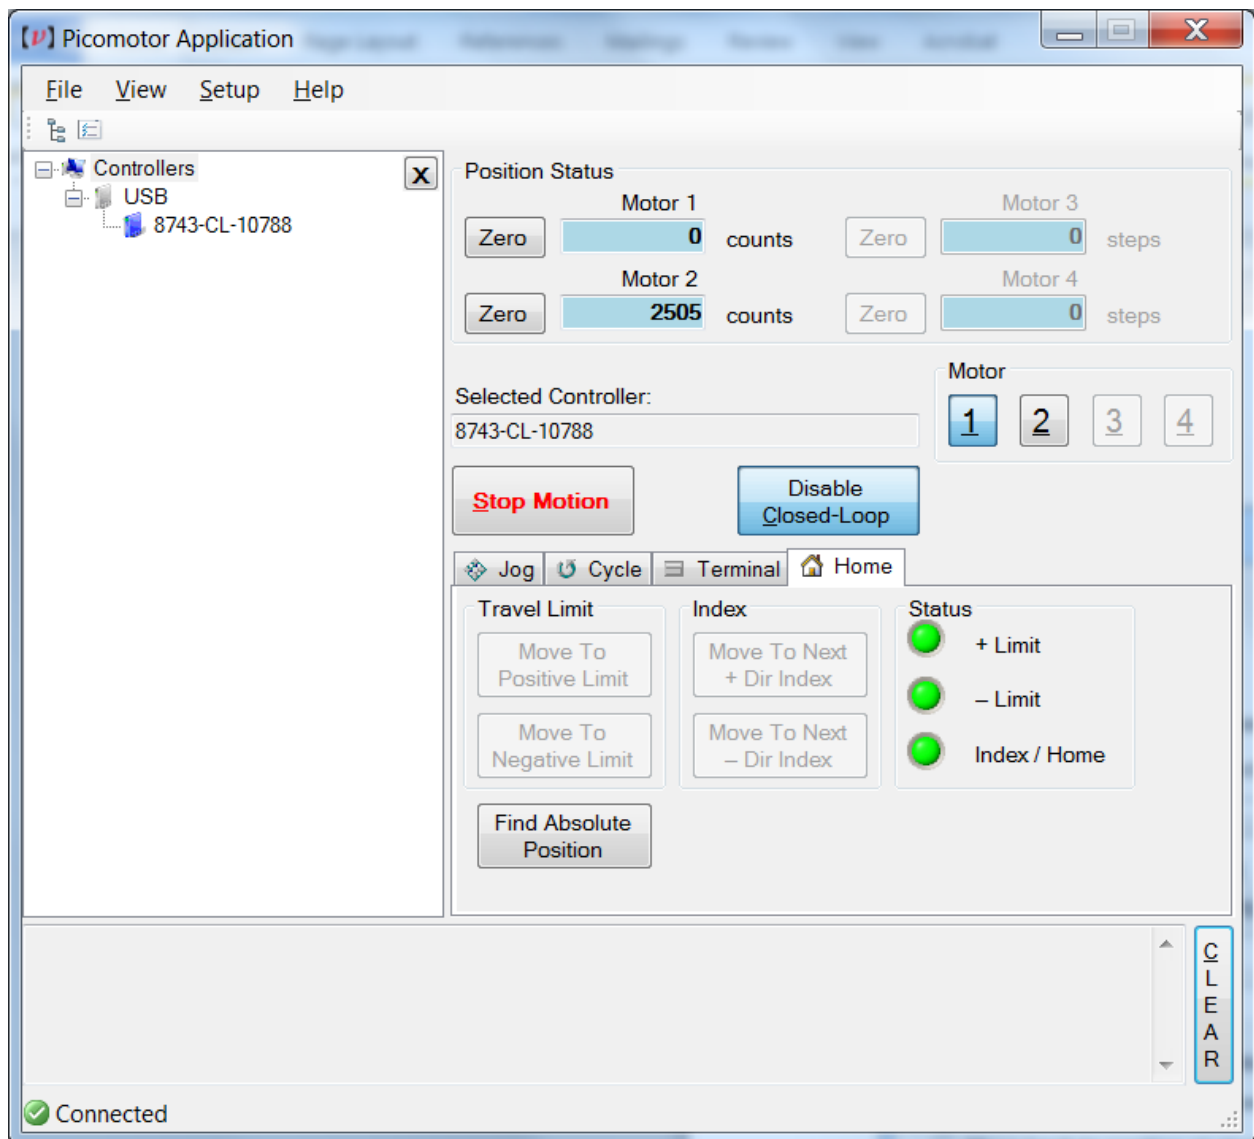 [ν] Picomotor Application
File View Setup Help
Controllers
X
USB
8743-CL-10788
Position Status
Motor 1
Motor 3
Zero
0
counts
Zero
0
steps
Motor 2
Motor 4
Zero
2505
counts
Zero
0
steps
Selected Controller:
8743-CL-10788
Motor
1 2 3 4
Stop Motion
Disable
Closed-Loop
Jog
Cycle
Terminal
Home
Travel Limit
Move To
Positive Limit
Move To
Negative Limit
Index
Move To Next
+ Dir Index
Move To Next
– Dir Index
Status
+ Limit
– Limit
Index / Home
Find Absolute
Position
C
L
E
A
R
Connected